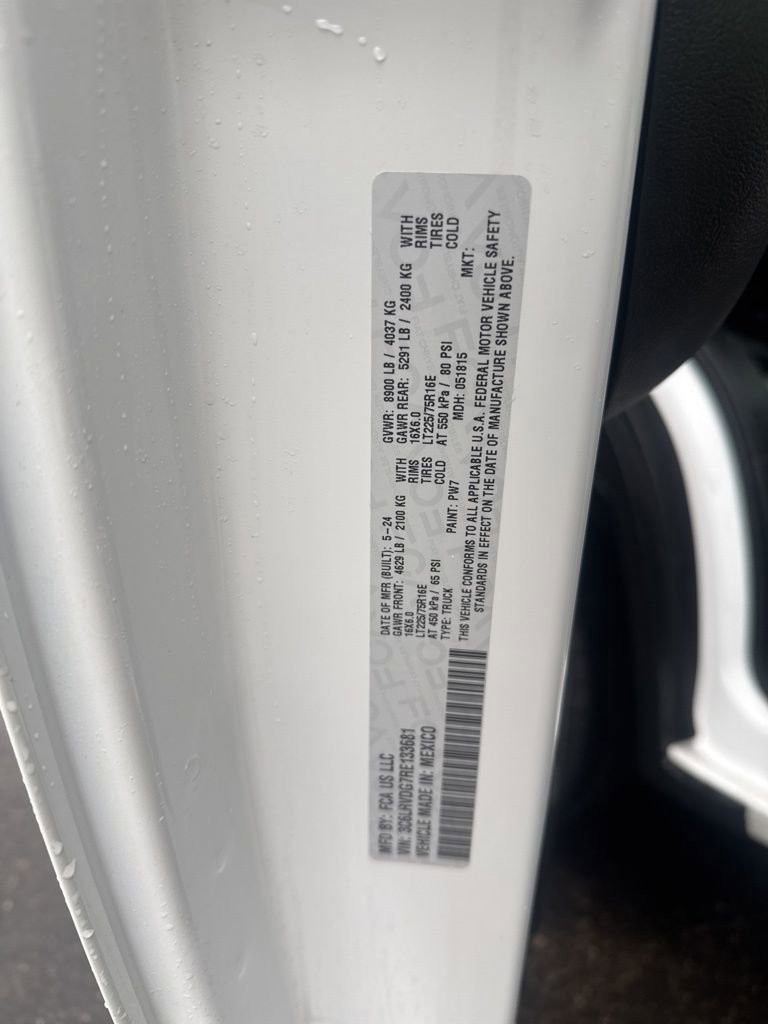 MFD BY: FCA US LLC
VIN: 3C6LRVDG7RE133681
VEHICLE MADE IN: MEXICO
DATE OF MFR (BUILT): 5-24
GAWR FRONT: 4629 LB / 2100 KG WITH
16X6.0 RIMS
LT225/75R16E TIRES
AT 450 kPa / 65 PSI COLD
TYPE: TRUCK PAINT: PW7
GVWR: 8900 LB / 4037 KG
GAWR REAR: 5291 LB / 2400 KG WITH
16X6.0 RIMS
LT225/75R16E TIRES
AT 550 kPa / 80 PSI COLD
MDH: 051815 MKT:
THIS VEHICLE CONFORMS TO ALL APPLICABLE U.S.A. FEDERAL MOTOR VEHICLE SAFETY
STANDARDS IN EFFECT ON THE DATE OF MANUFACTURE SHOWN ABOVE.